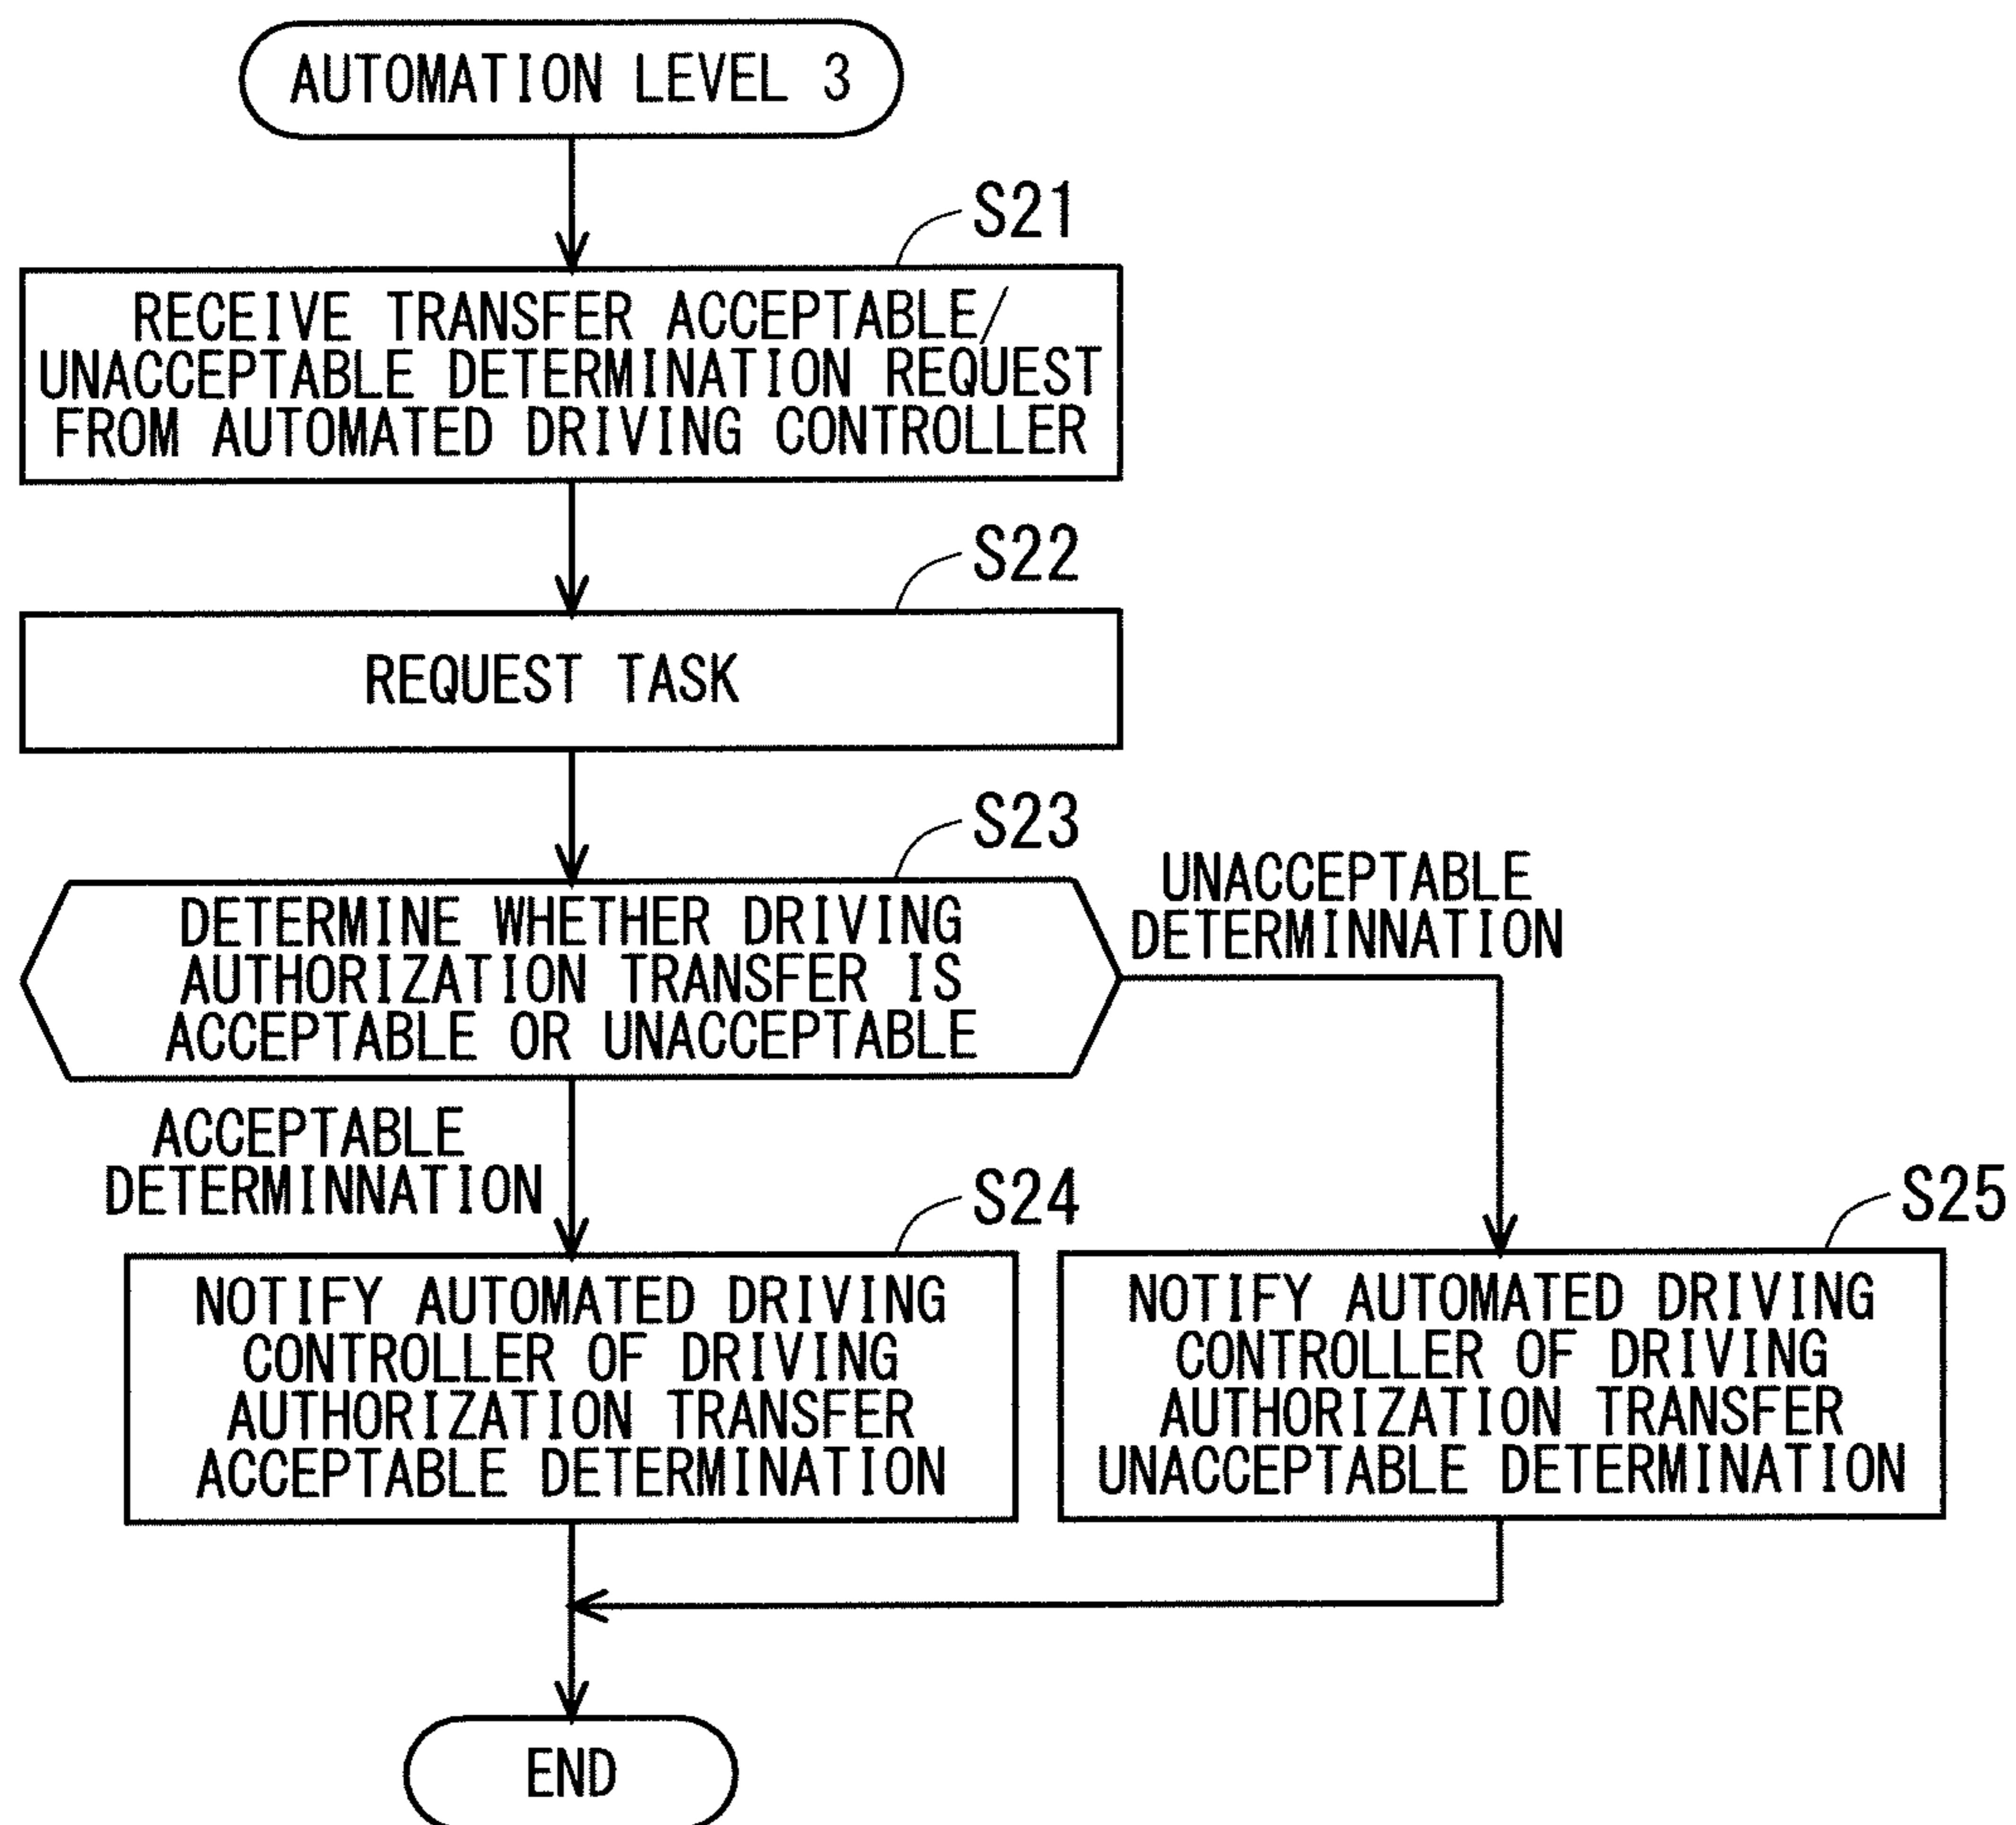 AUTOMATION LEVEL 3
S21
RECEIVE TRANSFER ACCEPTABLE/
UNACCEPTABLE DETERMINATION REQUEST
FROM AUTOMATED DRIVING CONTROLLER
S22
REQUEST TASK
S23
DETERMINE WHETHER DRIVING
AUTHORIZATION TRANSFER IS
ACCEPTABLE OR UNACCEPTABLE
UNACCEPTABLE
DETERMINNATION
ACCEPTABLE
DETERMINNATION
S24
NOTIFY AUTOMATED DRIVING
CONTROLLER OF DRIVING
AUTHORIZATION TRANSFER
ACCEPTABLE DETERMINATION
S25
NOTIFY AUTOMATED DRIVING
CONTROLLER OF DRIVING
AUTHORIZATION TRANSFER
UNACCEPTABLE DETERMINATION
END